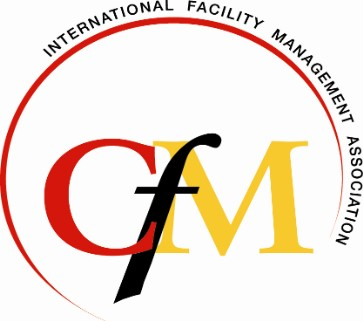 INTERNATIONAL FACILITY MANAGEMENT ASSOCIATION
CfM